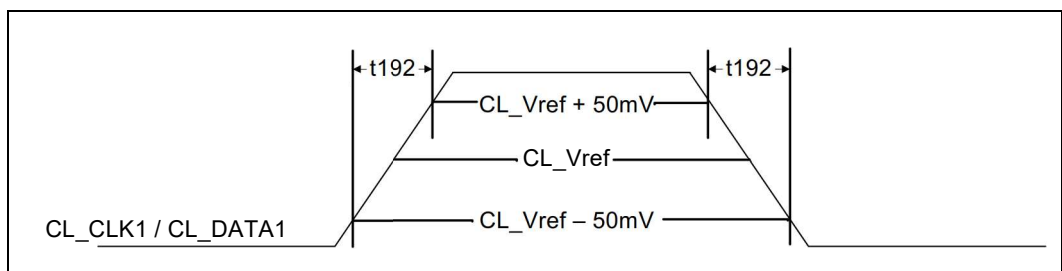 t192 t192
CL_Vref + 50mV
CL_Vref
CL_CLK1 / CL_DATA1 CL_Vref – 50mV